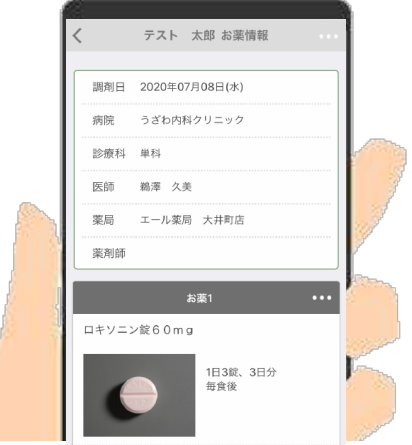 テスト　太郎 お薬情報
調剤日 2020年07月08日(水)
病院 うざわ内科クリニック
診療科 単科
医師 鵜澤　久美
薬局 エール薬局　大井町店
薬剤師
お薬1
ロキソニン錠６０ｍｇ
1日3錠、3日分
毎食後